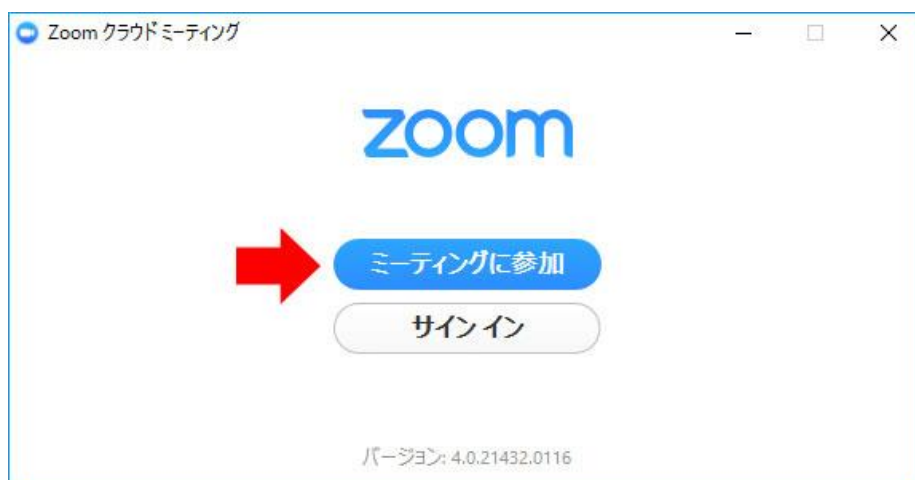 Zoom クラウド ミーティング
zoom
ミーティングに参加
サイン イン
バージョン: 4.0.21432.0116